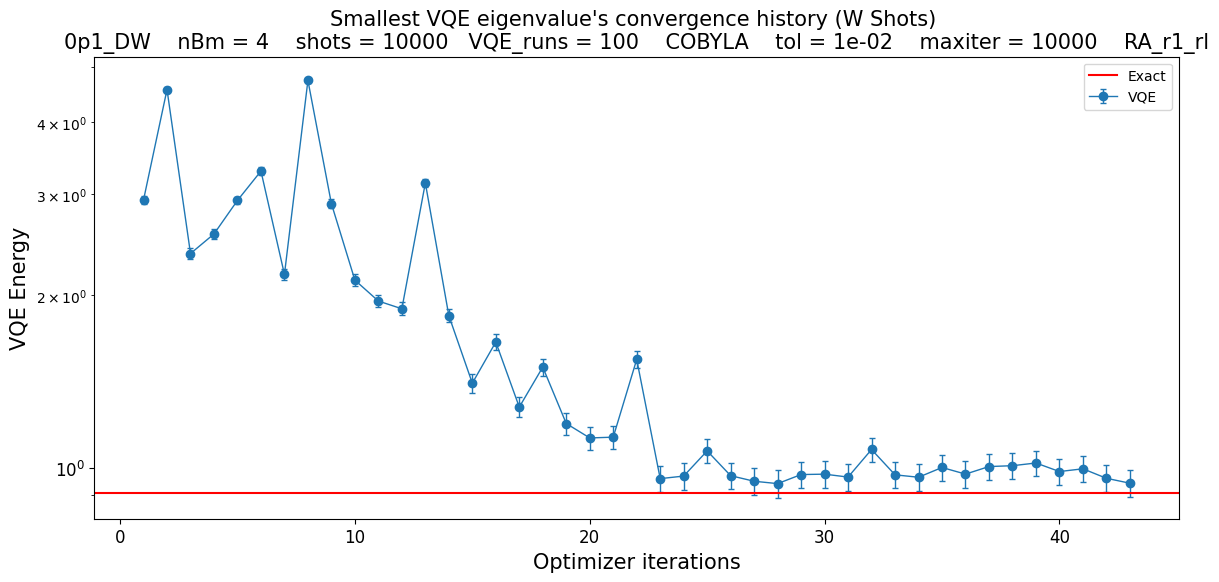 Smallest VQE eigenvalue's convergence history (W Shots)
0p1_DW nBm = 4 shots = 10000 VQE_runs = 100 COBYLA tol = 1e-02 maxiter = 10000 RA_r1_rl
Exact
VQE
4 × 10⁰
3 × 10⁰
2 × 10⁰
10⁰
VQE Energy
0 10 20 30 40
Optimizer iterations